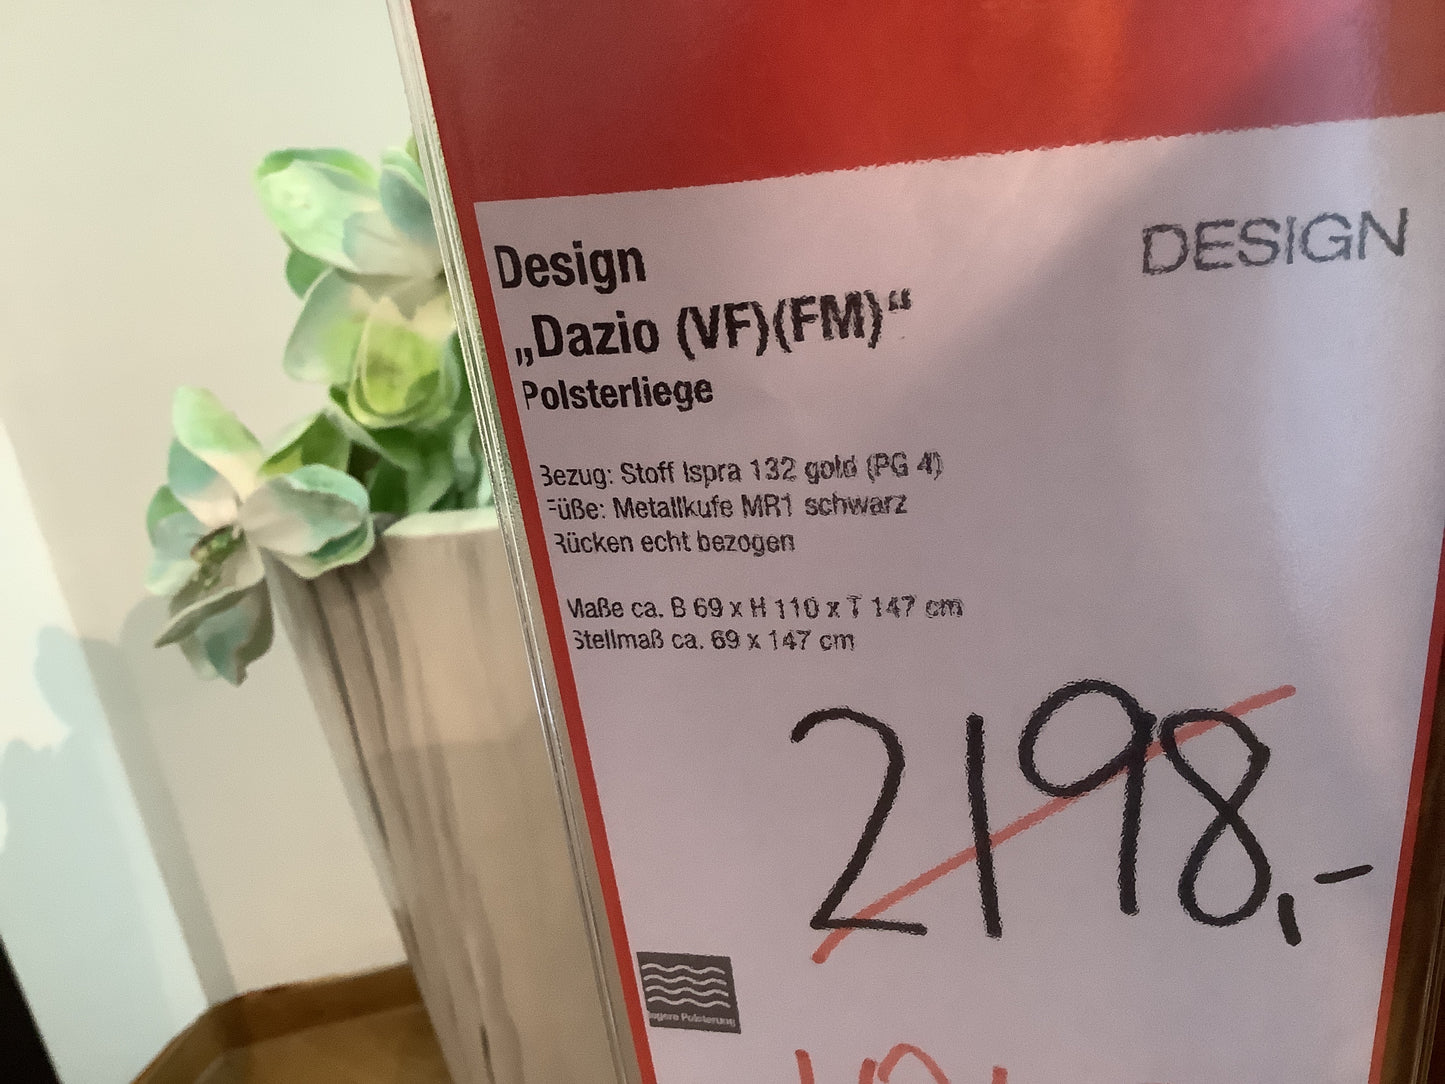 DESIGN
Design
„Dazio (VF)(FM)“
Polsterliege
Bezug: Stoff Ispra 132 gold (PG 4)
Füße: Metallkufe MR1 schwarz
Rücken echt bezogen
Maße ca. B 69 x H 110 x T 147 cm
Stellmaß ca. 69 x 147 cm
2198,-
Polsterung